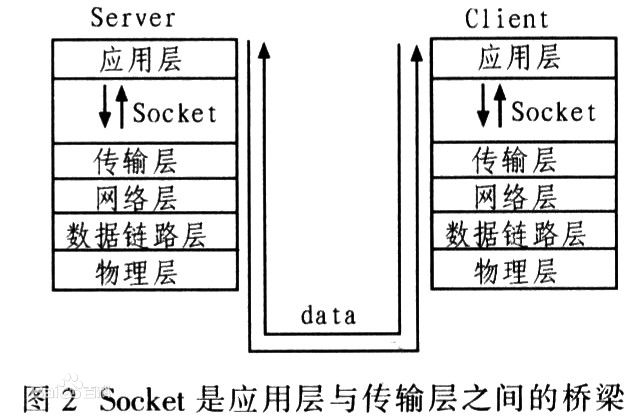 Server
Client
应用层
Socket
传输层
网络层
数据链路层
物理层
应用层
Socket
传输层
网络层
数据链路层
物理层
data
图 2 Socket 是应用层与传输层之间的桥梁